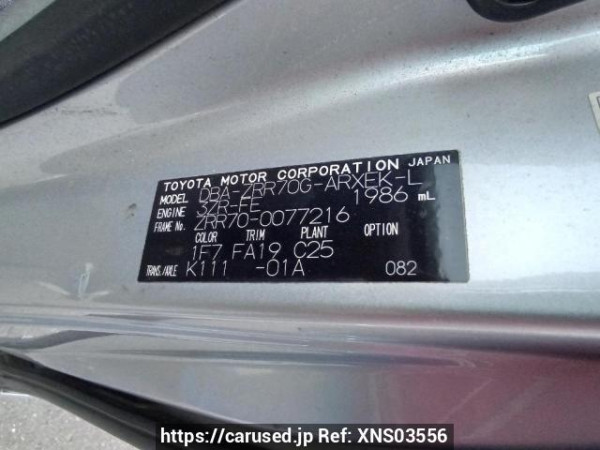 TOYOTA MOTOR CORPORATION JAPAN
MODEL DBA-ZRR70G-ARXEK-L
ENGINE 3ZR-FE 1986 mL
FRAME No. ZRR70-0077216
COLOR TRIM PLANT OPTION
1F7 FA19 C25
TRANS./AXLE K111 -01A 082
https://carused.jp Ref: XNS03556